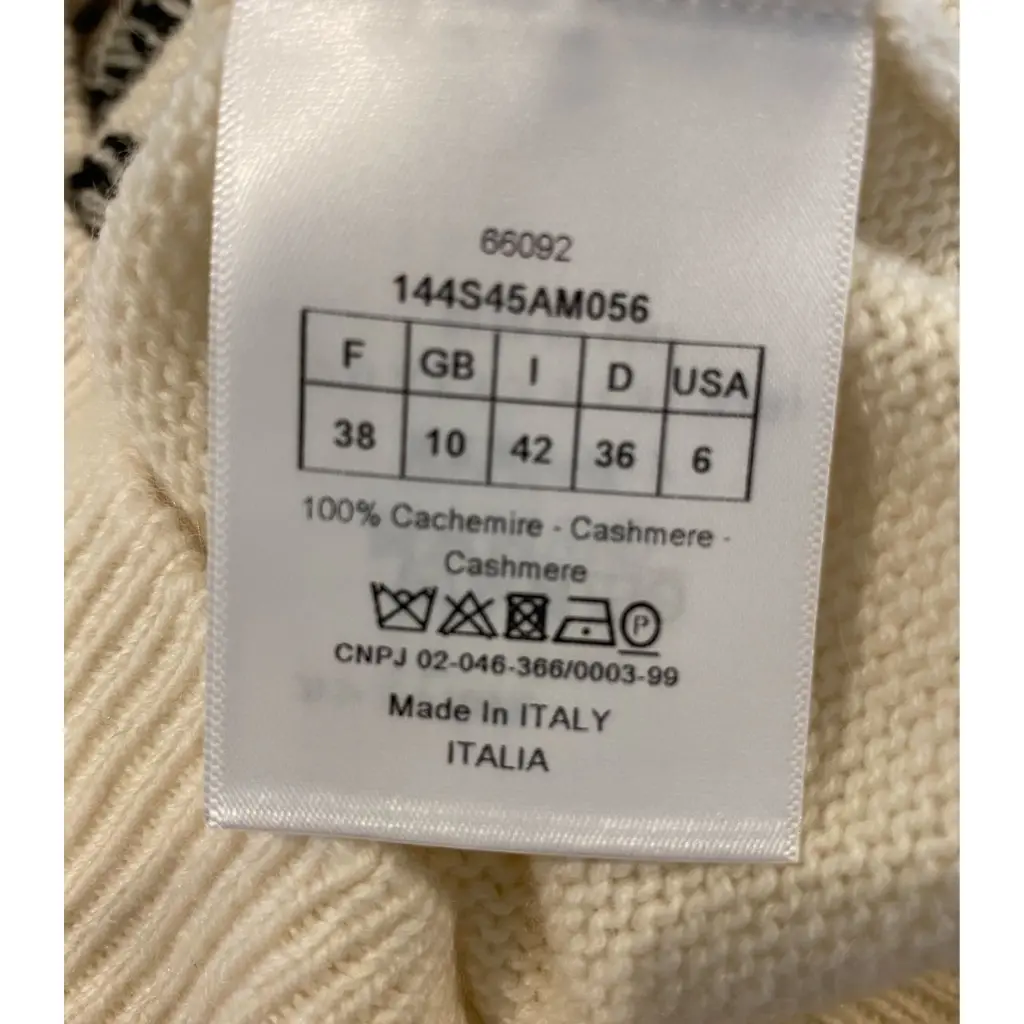 66092
144S45AM056
F GB I D USA
38 10 42 36 6
100% Cachemire - Cashmere -
Cashmere
P
CNPJ 02-046-366/0003-99
Made In ITALY
ITALIA